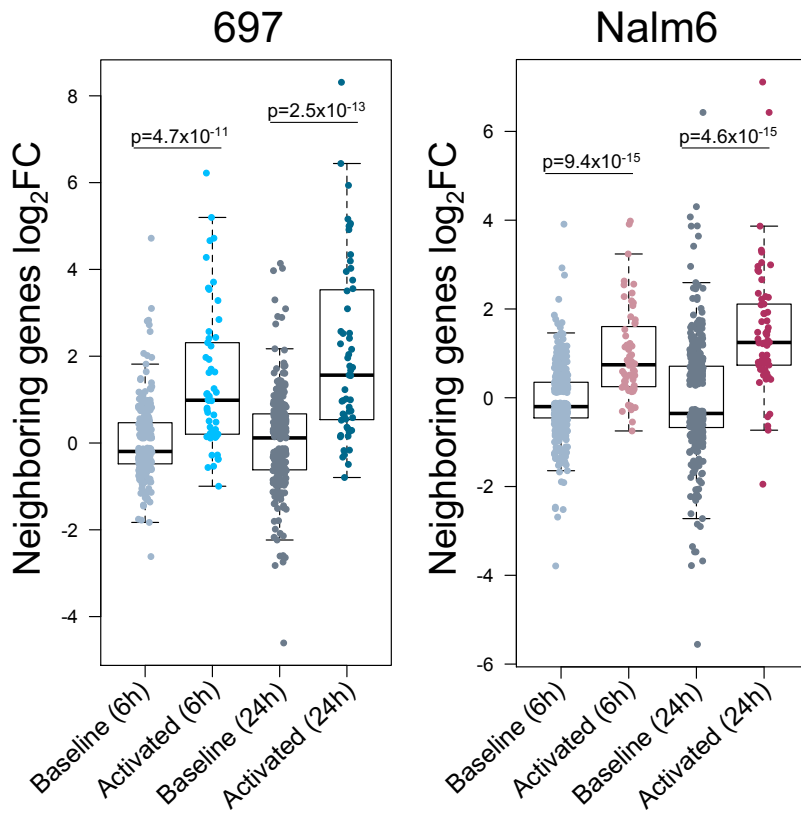 697
Neighboring genes log₂FC
8
6
4
2
0
-2
-4
p=4.7x10⁻¹¹
p=2.5x10⁻¹³
Baseline (6h)
Activated (6h)
Baseline (24h)
Activated (24h)
Nalm6
Neighboring genes log₂FC
6
4
2
0
-2
-4
-6
p=9.4x10⁻¹⁵
p=4.6x10⁻¹⁵
Baseline (6h)
Activated (6h)
Baseline (24h)
Activated (24h)